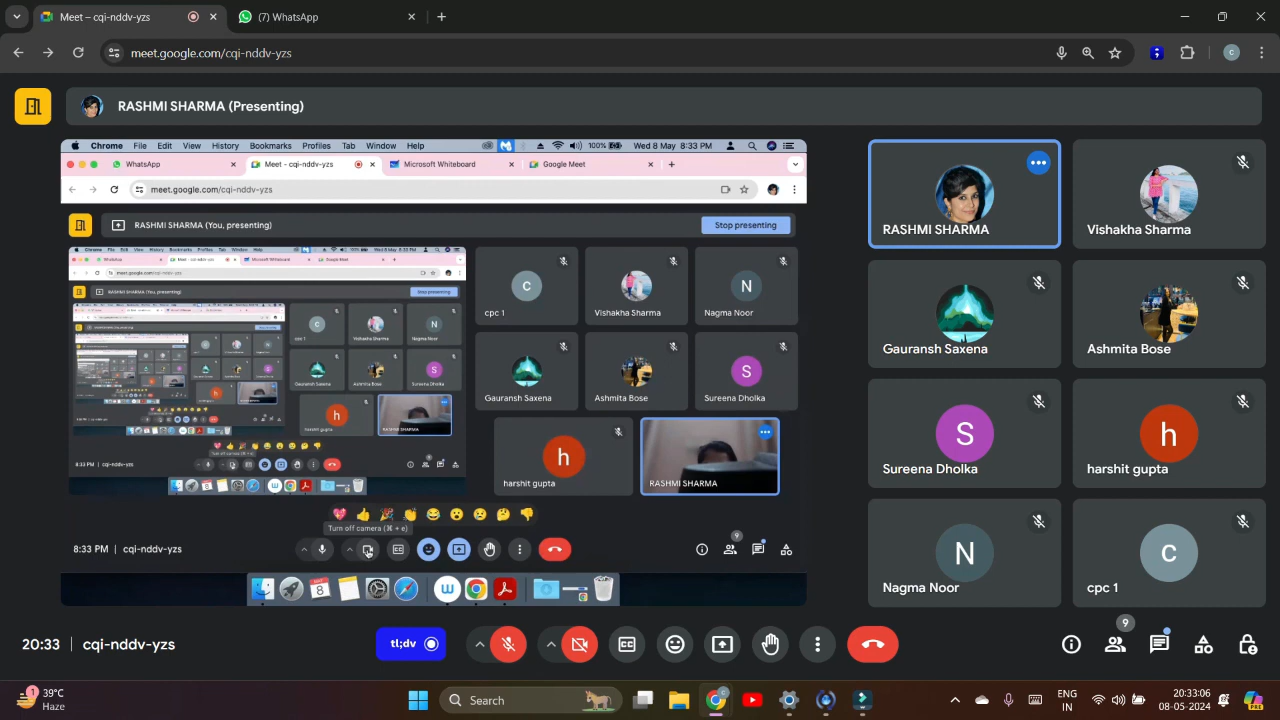 Meet – cqi-nddv-yzs
(7) WhatsApp
meet.google.com/cqi-nddv-yzs
RASHMI SHARMA (Presenting)
Chrome File Edit View History Bookmarks Profiles Tab Window Help 100% Wed 8 May 8:33 PM
WhatsApp
Meet - cqi-nddv-yzs
Microsoft Whiteboard
Google Meet
meet.google.com/cqi-nddv-yzs
RASHMI SHARMA (You, presenting)
Stop presenting
cpc 1
Vishakha Sharma
Nagma Noor
Gauransh Saxena
Ashmita Bose
S
Sureena Dholka
h
harshit gupta
RASHMI SHARMA
Turn off camera (⌘ + e)
8:33 PM | cqi-nddv-yzs
9
RASHMI SHARMA
Vishakha Sharma
Gauransh Saxena
Ashmita Bose
S
Sureena Dholka
h
harshit gupta
N
Nagma Noor
c
cpc 1
20:33 | cqi-nddv-yzs
tl;dv
9
39°C
Haze
Search
ENG
IN
20:33:06
08-05-2024